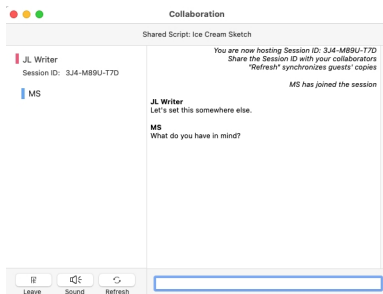 Collaboration
Shared Script: Ice Cream Sketch
JL Writer
Session ID: 3J4-M89U-T7D
MS
You are now hosting Session ID: 3J4-M89U-T7D
Share the Session ID with your collaborators
"Refresh" synchronizes guests' copies
MS has joined the session
JL Writer
Let's set this somewhere else.
MS
What do you have in mind?
Leave
Sound
Refresh